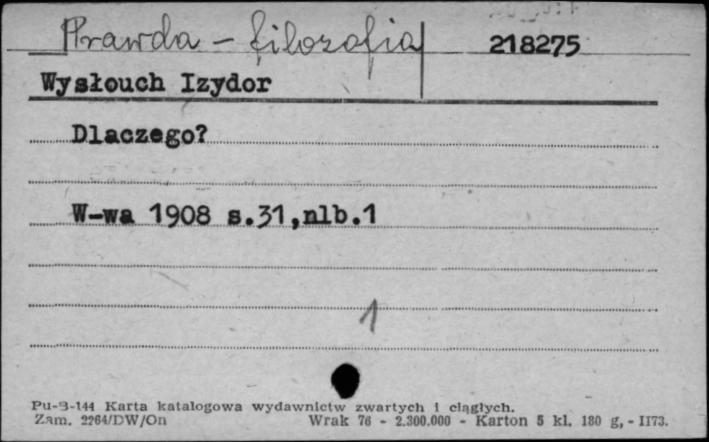 Prawda - filozofia 218275
Wysłouch Izydor
Dlaczego?
W-wa 1908 s.31,nlb.1
1
Pu-B-144 Karta katalogowa wydawnictw zwartych i ciągłych.
Zam. 2264/DW/On Wrak 76 - 2.300.000 - Karton 5 kl. 180 g, - II73.